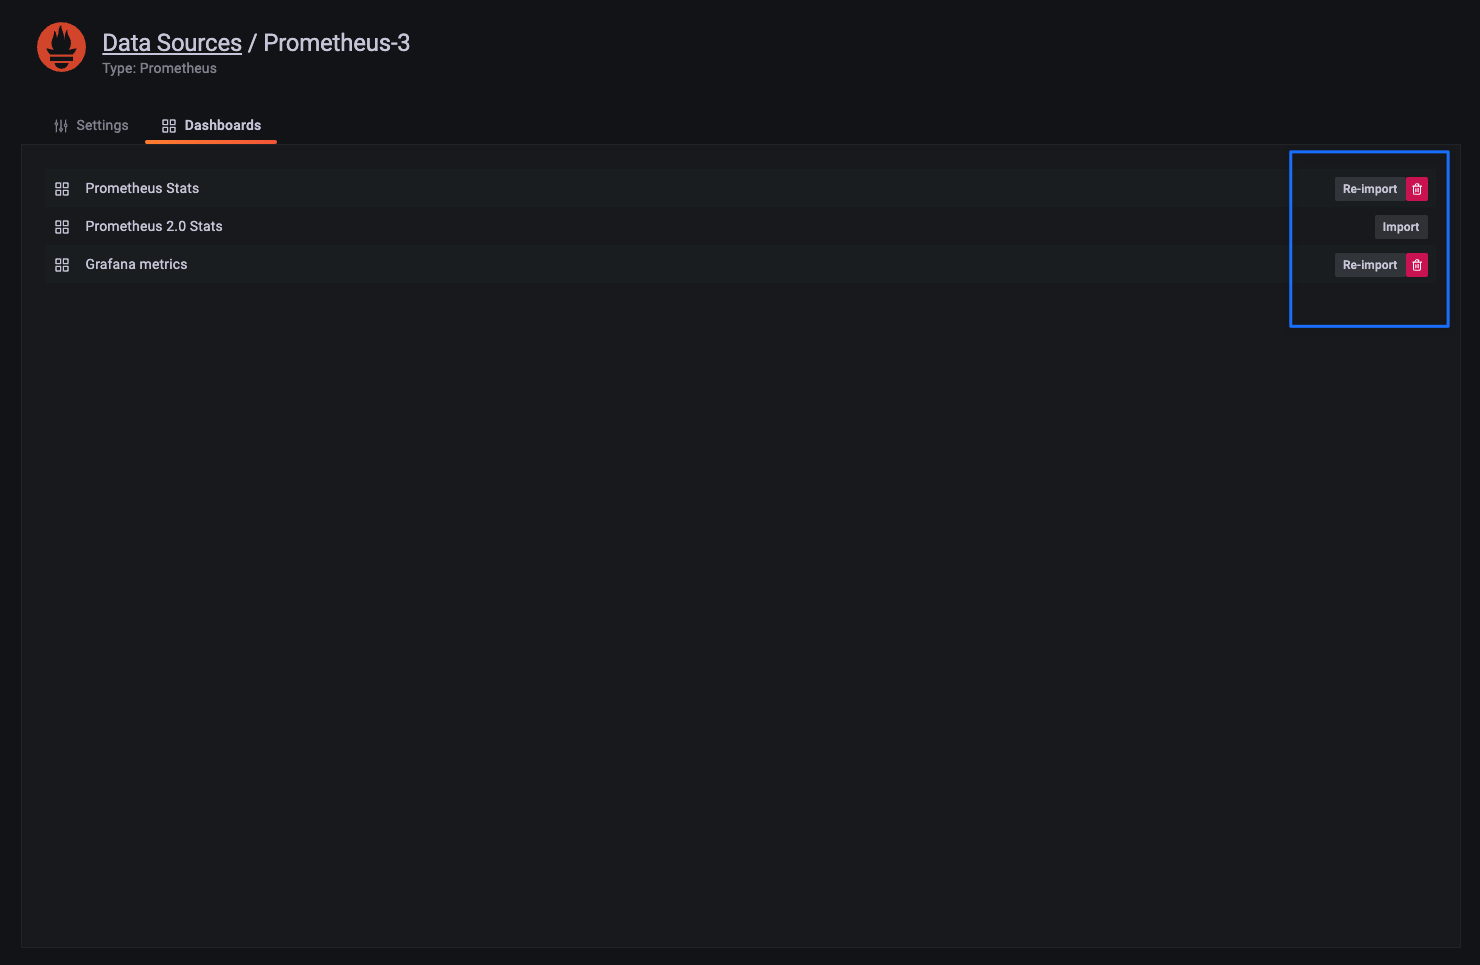 Data Sources / Prometheus-3
Type: Prometheus
Settings
Dashboards
Prometheus Stats
Re-import
Prometheus 2.0 Stats
Import
Grafana metrics
Re-import